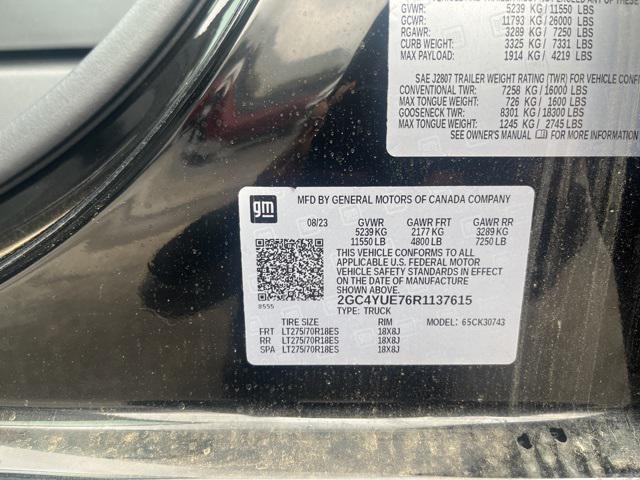 GVWR: 5239 KG/ 11550 LBS
GCWR: 11793 KG/ 26000 LBS
RGAWR: 3289 KG/ 7250 LBS
CURB WEIGHT: 3325 KG/ 7331 LBS
MAX PAYLOAD: 1914 KG/ 4219 LBS
SAE J2807 TRAILER WEIGHT RATING (TWR) FOR VEHICLE
CONVENTIONAL TWR: 7258 KG/16000 LBS
MAX TONGUE WEIGHT: 726 KG/ 1600 LBS
GOOSENECK TWR: 8301 KG/ 18300 LBS
MAX TONGUE WEIGHT: 1245 KG/ 2745 LBS
SEE OWNER'S MANUAL FOR MORE INFORMATION
gm
MFD BY GENERAL MOTORS OF CANADA COMPANY
08/23 GVWR GAWR FRT GAWR RR
5239 KG 2177 KG 3289 KG
11550 LB 4800 LB 7250 LB
THIS VEHICLE CONFORMS TO ALL
APPLICABLE U.S. FEDERAL MOTOR
VEHICLE SAFETY STANDARDS IN EFFECT
ON THE DATE OF MANUFACTURE
SHOWN ABOVE.
2GC4YUE76R1137615
8555 TYPE: TRUCK
TIRE SIZE RIM MODEL: 65CK30743
FRT LT275/70R18ES 18X8J
RR LT275/70R18ES 18X8J
SPA LT275/70R18ES 18X8J